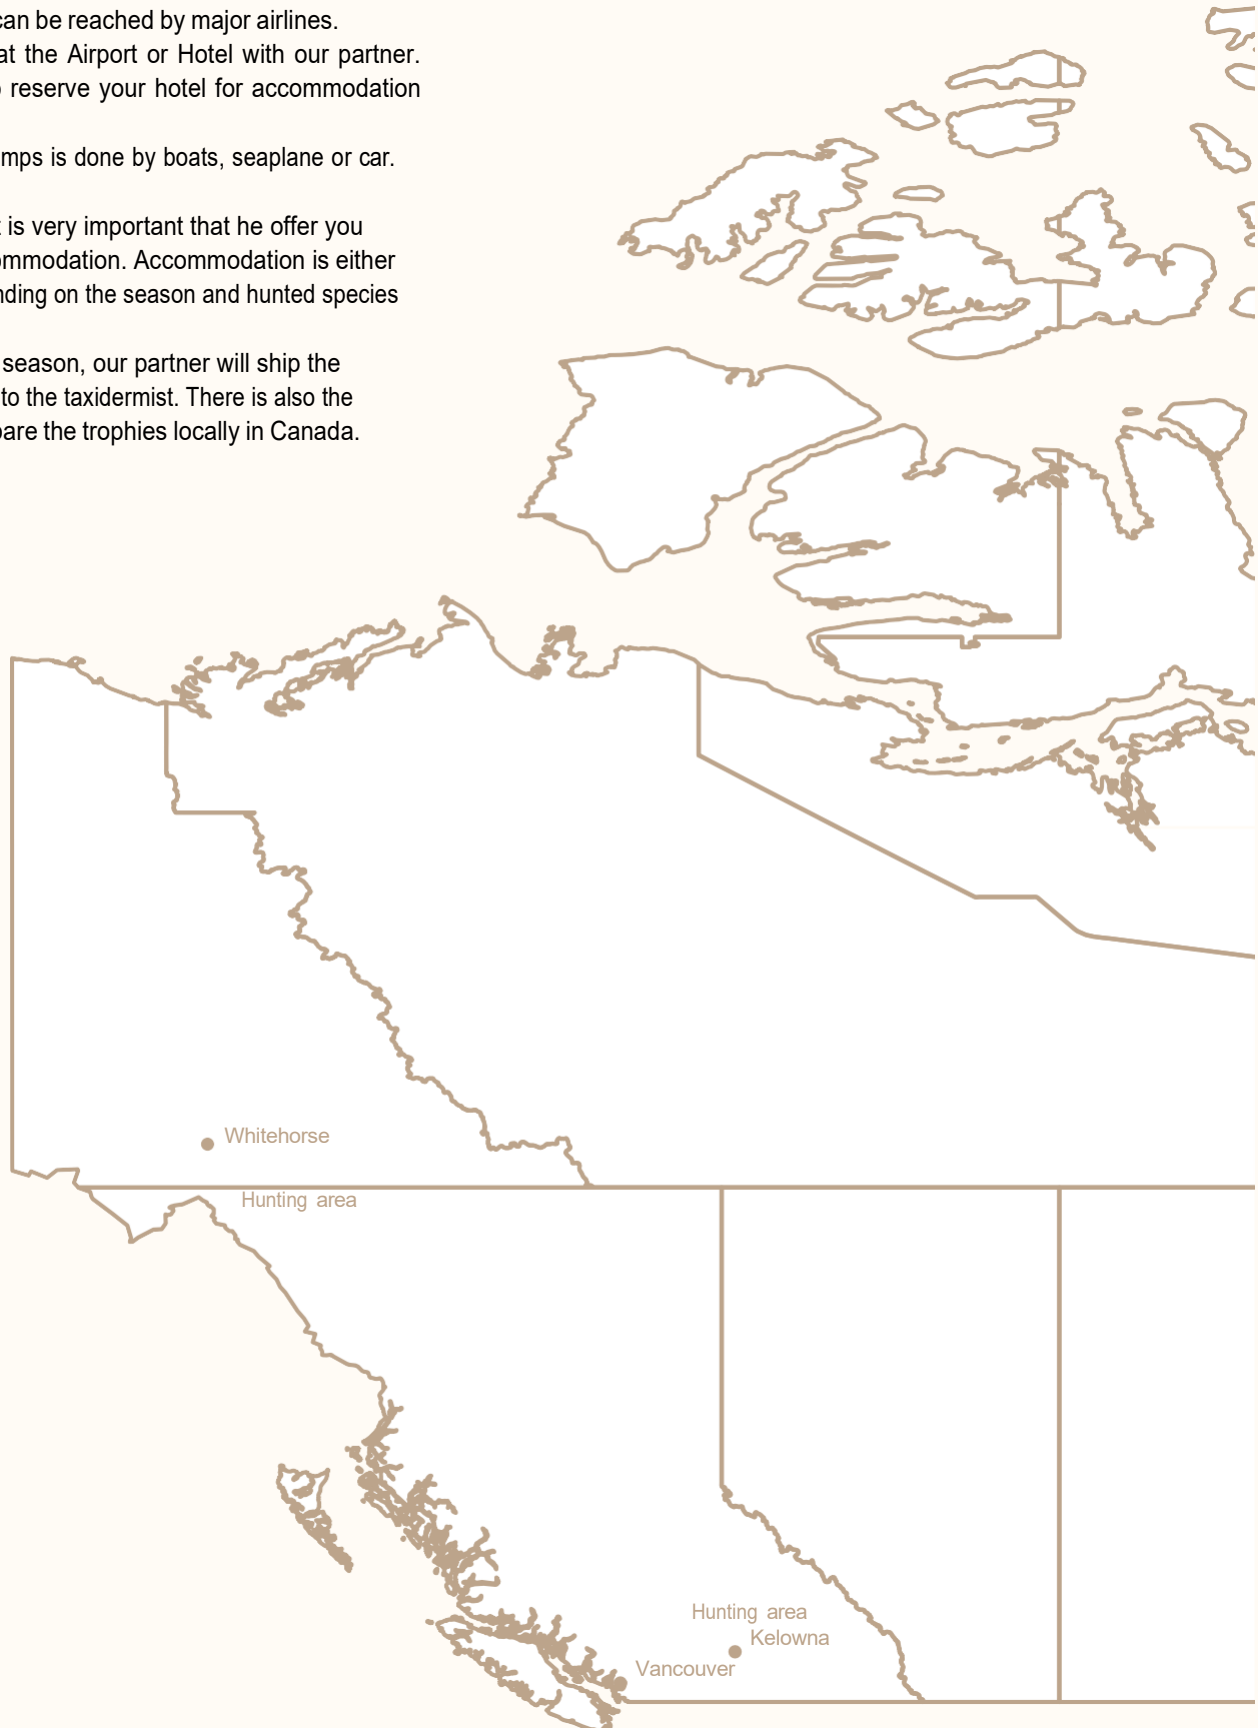 can be reached by major airlines.
at the Airport or Hotel with our partner.
reserve your hotel for accommodation
mps is done by boats, seaplane or car.
is very important that he offer you
ommodation. Accommodation is either
nding on the season and hunted species
season, our partner will ship the
to the taxidermist. There is also the
pare the trophies locally in Canada.
Whitehorse
Hunting area
Hunting area
Kelowna
Vancouver